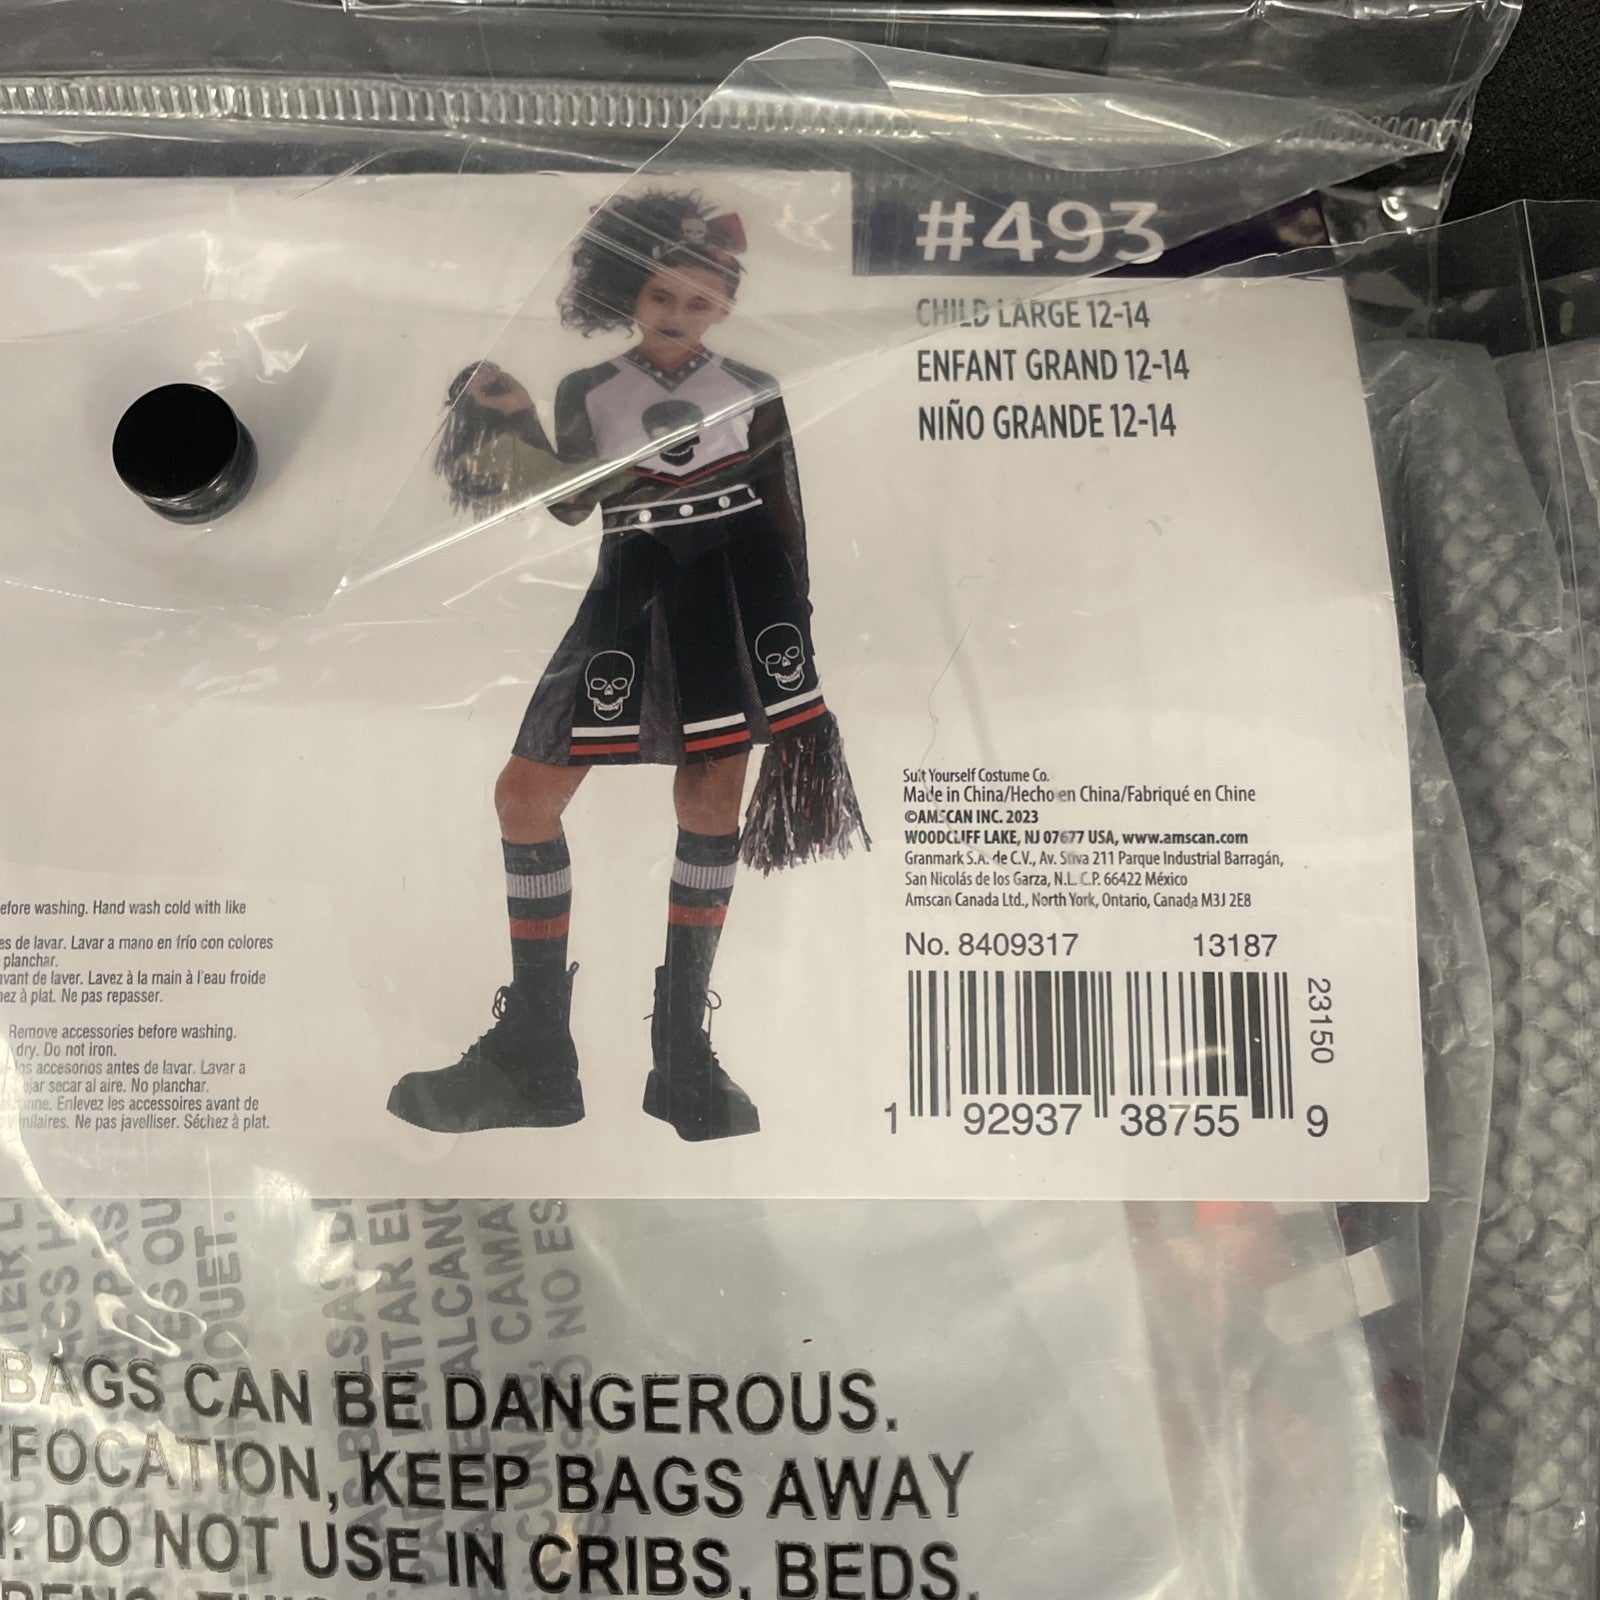 #493
CHILD LARGE 12-14
ENFANT GRAND 12-14
NIÑO GRANDE 12-14
Suit Yourself Costume Co.
Made in China/Hecho en China/Fabriqué en Chine
©AMSCAN INC. 2023
WOODCLIFF LAKE, NJ 07677 USA, www.amscan.com
Granmark S.A. de C.V., Av. Stiva 211 Parque Industrial Barragán,
San Nicolás de los Garza, N.L. C.P. 66422 México
Amscan Canada Ltd., North York, Ontario, Canada M3J 2E8
No. 8409317 13187
23150
1 92937 38755 9
efore washing. Hand wash cold with like
es de lavar. Lavar a mano en frío con colores
planchar.
vant de laver. Lavez à la main à l'eau froide
ez à plat. Ne pas repasser.
Remove accessories before washing.
dry. Do not iron.
los accesorios antes de lavar. Lavar a
ejar secar al aire. No planchar.
rine. Enlevez les accessoires avant de
milaires. Ne pas javelliser. Séchez à plat.
BAGS CAN BE DANGEROUS.
FFOCATION, KEEP BAGS AWAY
DO NOT USE IN CRIBS, BEDS,